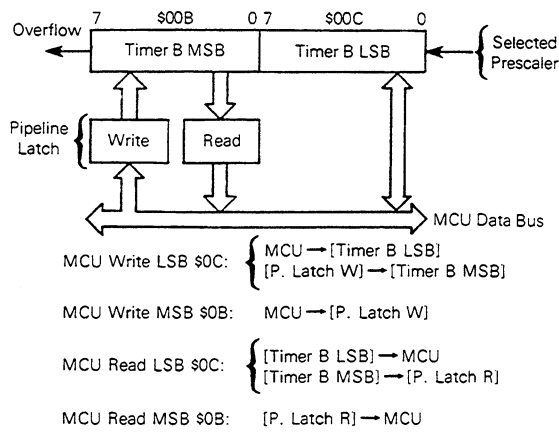 7 $00B 0 7 $00C 0
Overflow
Timer B MSB
Timer B LSB
Selected
Prescaler
Pipeline
Latch
Write
Read
MCU Data Bus
MCU Write LSB $0C: MCU → [Timer B LSB]
[P. Latch W] → [Timer B MSB]
MCU Write MSB $0B: MCU → [P. Latch W]
MCU Read LSB $0C: [Timer B LSB] → MCU
[Timer B MSB] → [P. Latch R]
MCU Read MSB $0B: [P. Latch R] → MCU